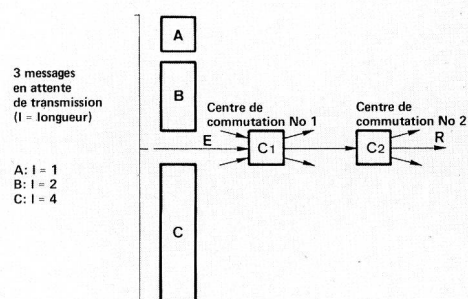 A
3 messages
en attente
de transmission
(l = longueur)
B
Centre de
commutation No 1
Centre de
commutation No 2
E
C1
C2
R
A: l = 1
B: l = 2
C: l = 4
C